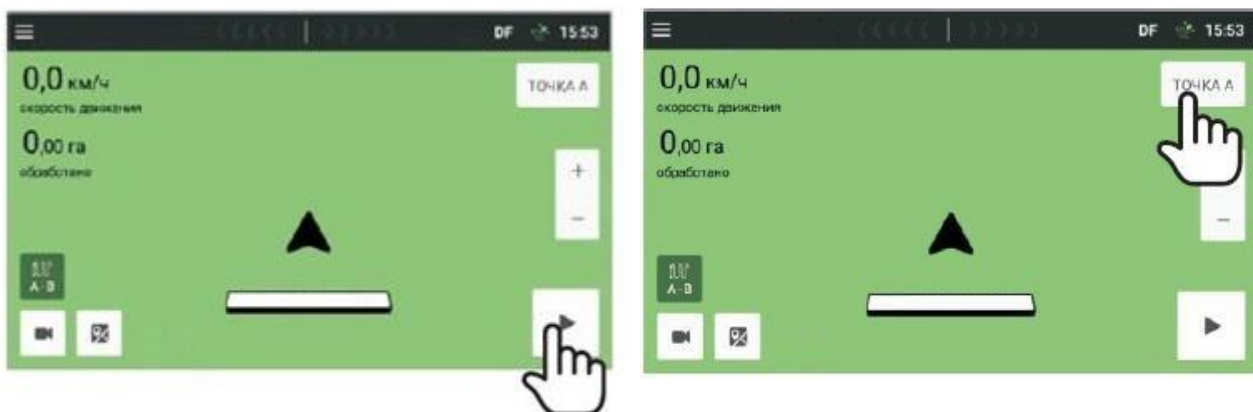 DF 15:53
0,0 км/ч
ТОЧКА А
скорость движения
0,00 га
обработано
+
−
A-B
DF 15:53
0,0 км/ч
ТОЧКА А
скорость движения
0,00 га
обработано
−
A-B